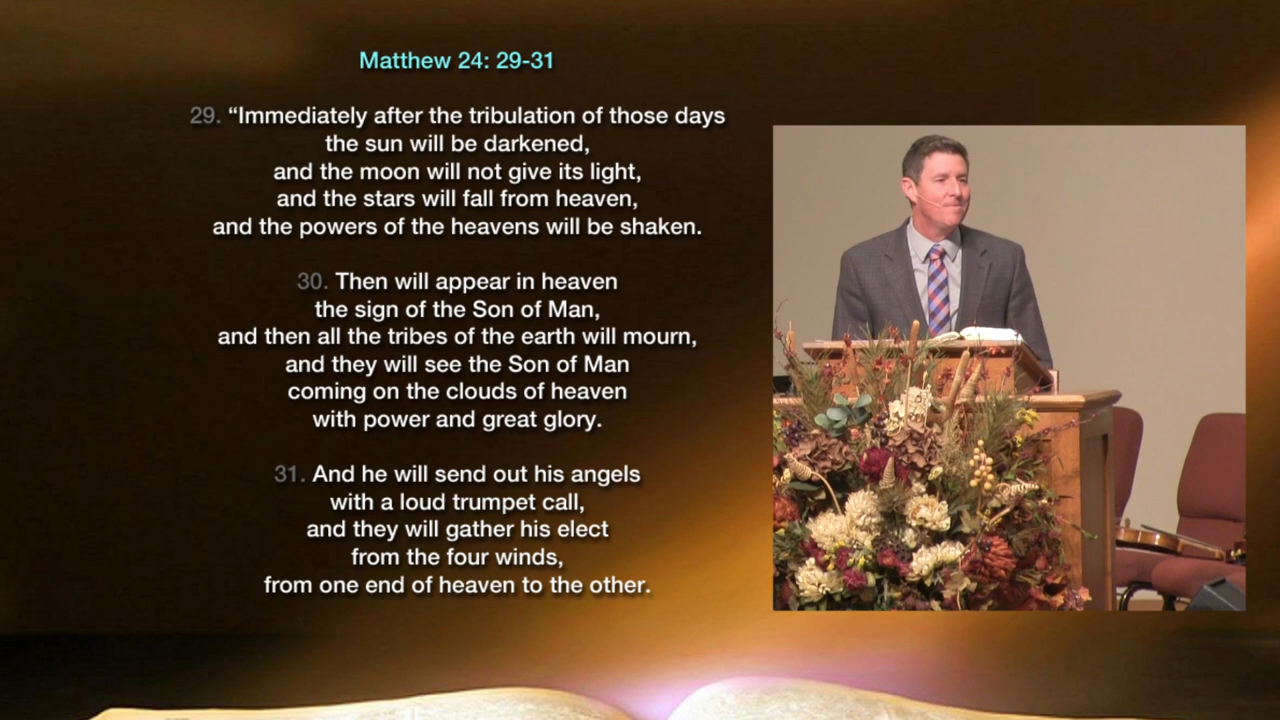 Matthew 24: 29-31
29. “Immediately after the tribulation of those days
the sun will be darkened,
and the moon will not give its light,
and the stars will fall from heaven,
and the powers of the heavens will be shaken.
30. Then will appear in heaven
the sign of the Son of Man,
and then all the tribes of the earth will mourn,
and they will see the Son of Man
coming on the clouds of heaven
with power and great glory.
31. And he will send out his angels
with a loud trumpet call,
and they will gather his elect
from the four winds,
from one end of heaven to the other.